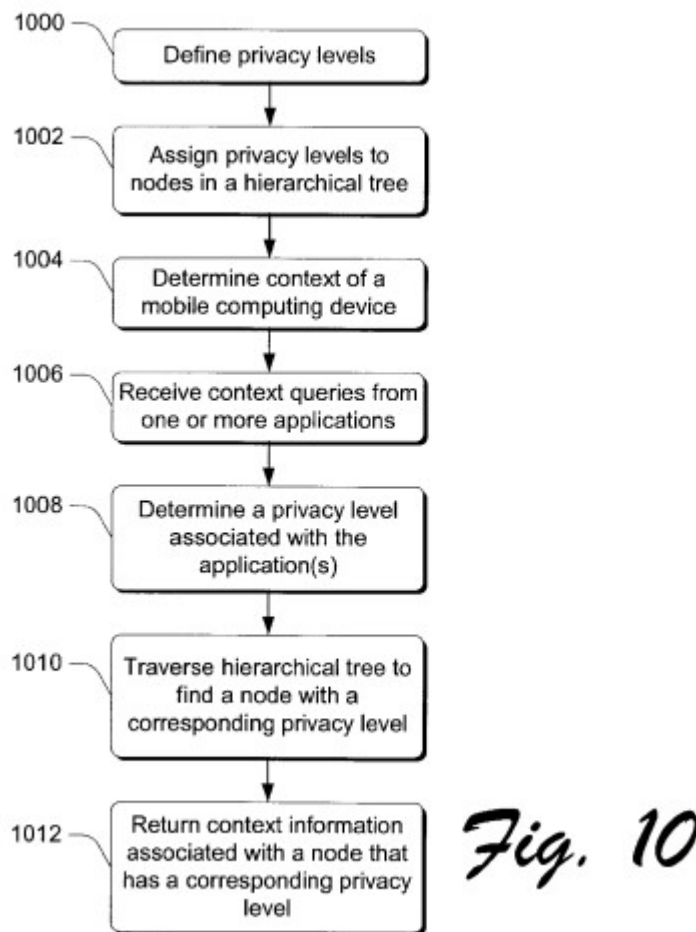 1000
Define privacy levels
1002
Assign privacy levels to
nodes in a hierarchical tree
1004
Determine context of a
mobile computing device
1006
Receive context queries from
one or more applications
1008
Determine a privacy level
associated with the
application(s)
1010
Traverse hierarchical tree to
find a node with a
corresponding privacy level
1012
Return context information
associated with a node that
has a corresponding privacy
level
Fig. 10